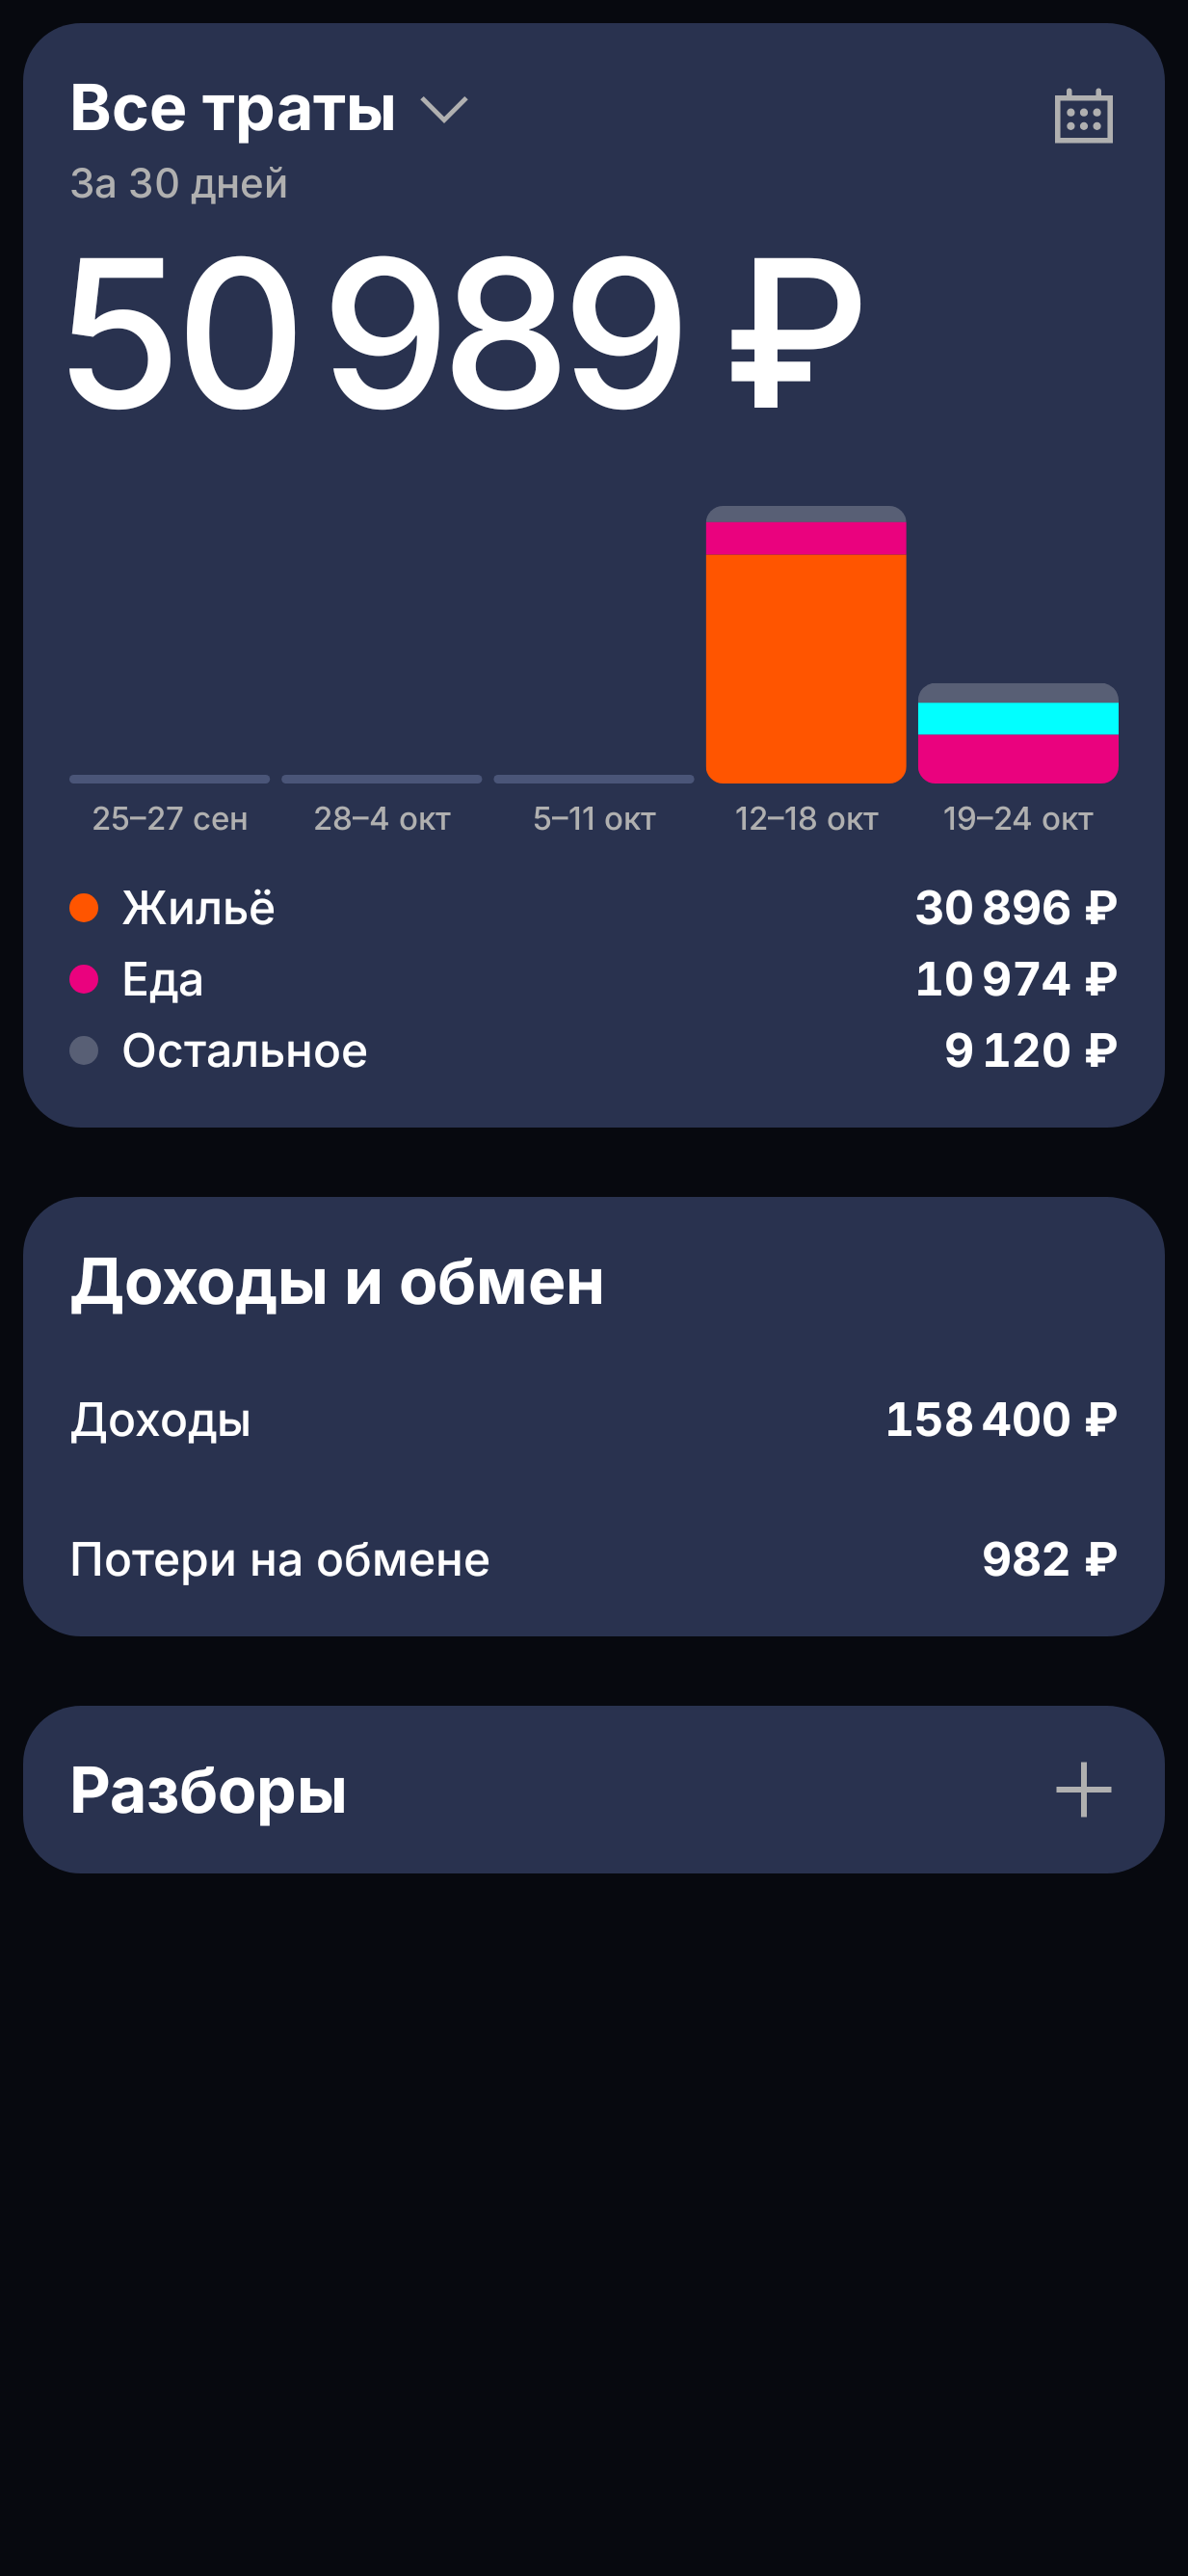 Все траты
За 30 дней
50 989 ₽
25–27 сен 28–4 окт 5–11 окт 12–18 окт 19–24 окт
Жильё 30 896 ₽
Еда 10 974 ₽
Остальное 9 120 ₽
Доходы и обмен
Доходы 158 400 ₽
Потери на обмене 982 ₽
Разборы